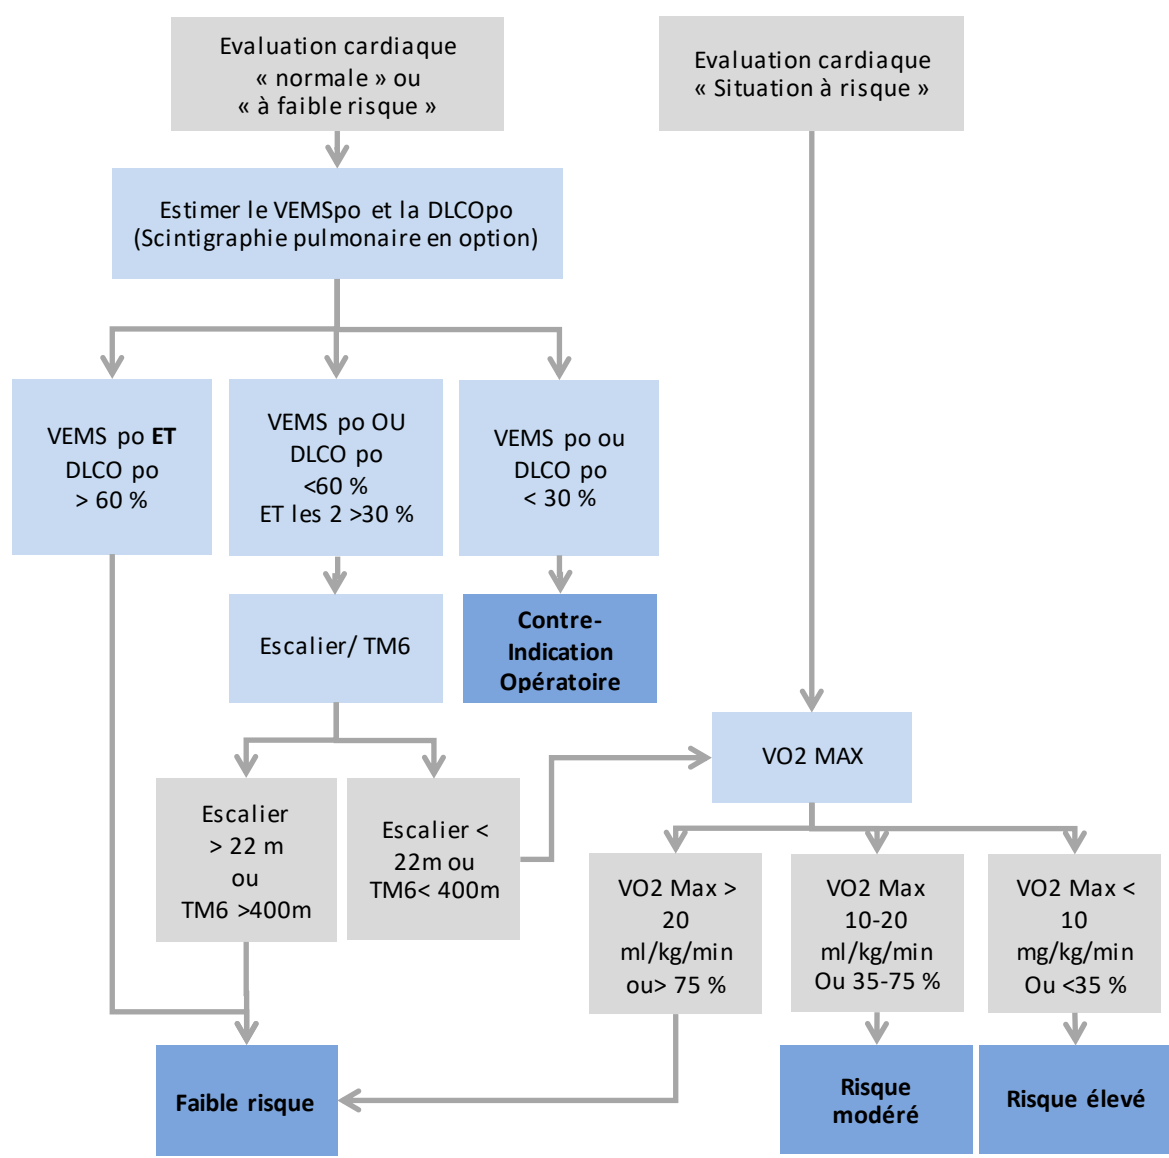 Evaluation cardiaque
« normale » ou
« à faible risque »
Evaluation cardiaque
« Situation à risque »
Estimer le VEMSpo et la DLCOpo
(Scintigraphie pulmonaire en option)
VEMS po ET
DLCO po
> 60 %
VEMS po OU
DLCO po
<60 %
ET les 2 >30 %
VEMS po ou
DLCO po
< 30 %
Escalier/ TM6
Contre-
Indication
Opératoire
VO2 MAX
Escalier
> 22 m
ou
TM6 >400m
Escalier <
22m ou
TM6< 400m
VO2 Max >
20
ml/kg/min
ou> 75 %
VO2 Max
10-20
ml/kg/min
Ou 35-75 %
VO2 Max <
10
mg/kg/min
Ou <35 %
Faible risque
Risque
modéré
Risque élevé